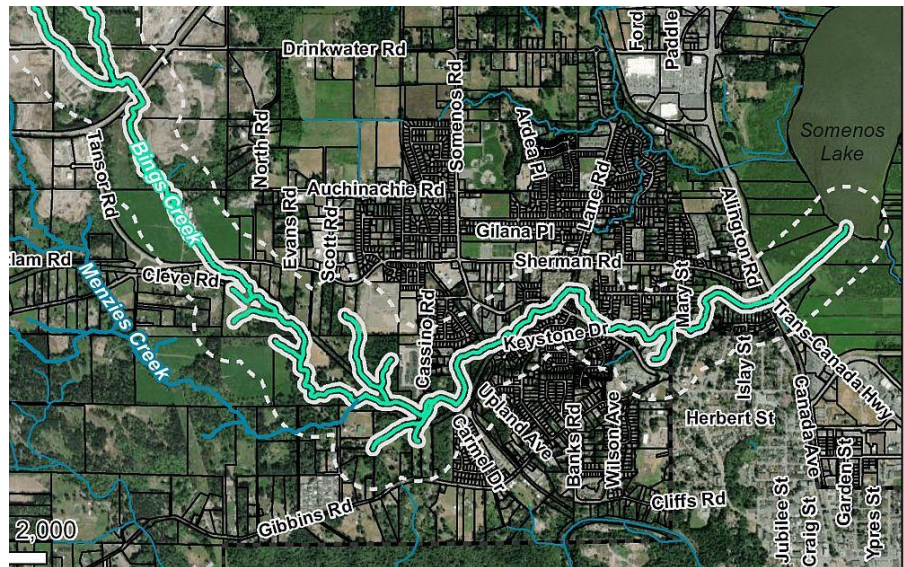 Drinkwater Rd
Ford
Paddle
Somenos Rd
North Rd
Tansor Rd
Bings Creek
Ardea Pl
Somenos
Lake
Auchinachie Rd
Lane Rd
Evans Rd
Scott Rd
Gilana Pl
Allington Rd
Sherman Rd
lam Rd
Cleve Rd
Menzies Creek
Mary St
Cassino Rd
Keystone Dr
Trans-Canada Hwy
Islay St
Upland Ave
Banks Rd
Wilson Ave
Herbert St
Canada Ave
Carmel Dr
Garden St
Gibbins Rd
Cliffs Rd
Jubilee St
Craig St
Ypres St
2,000